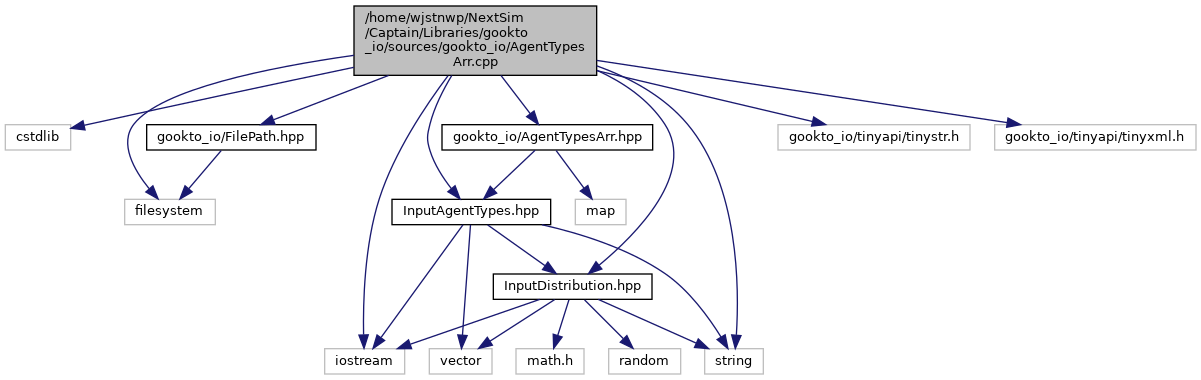 /home/wjstnwp/NextSim
/Captain/Libraries/gookto
_io/sources/gookto_io/AgentTypes
Arr.cpp
cstdlib
gookto_io/FilePath.hpp
gookto_io/AgentTypesArr.hpp
gookto_io/tinyapi/tinystr.h
gookto_io/tinyapi/tinyxml.h
filesystem
InputAgentTypes.hpp
map
InputDistribution.hpp
iostream
vector
math.h
random
string